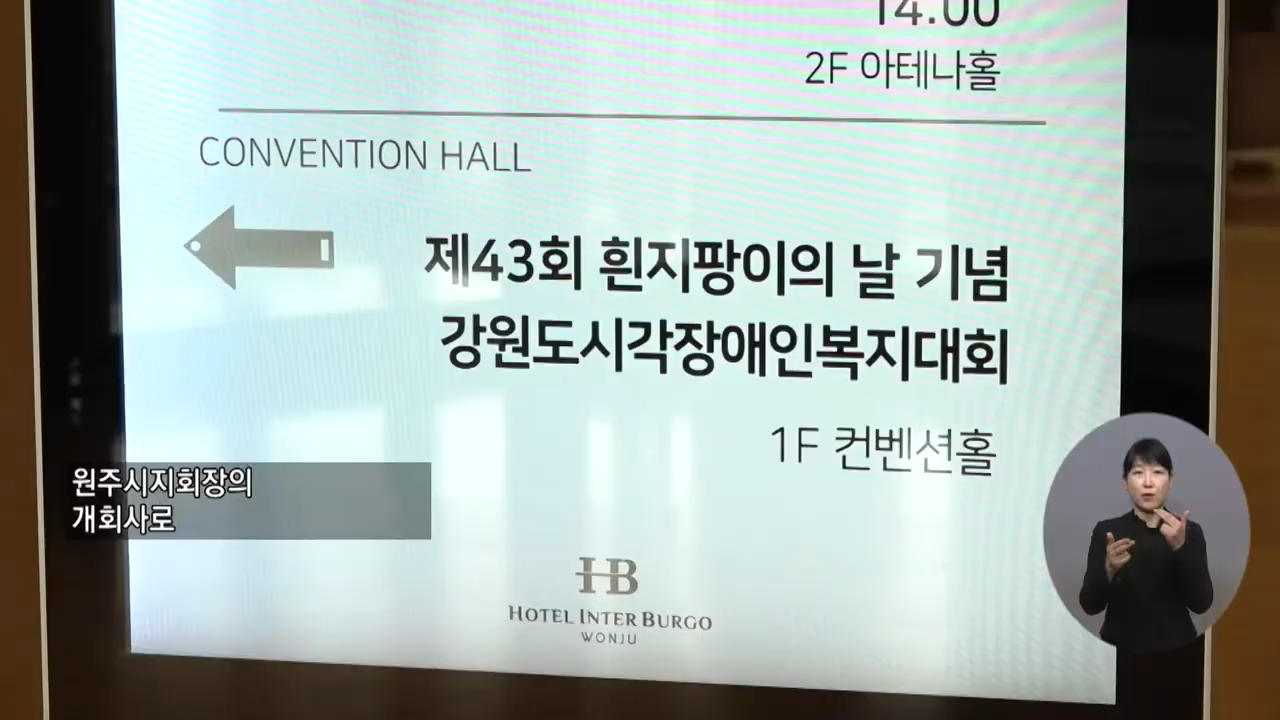 14:00
2F 아테나홀
CONVENTION HALL
제43회 흰지팡이의 날 기념
강원도시각장애인복지대회
1F 컨벤션홀
원주시지회장의
개회사로
HB
HOTEL INTER BURGO
WONJU